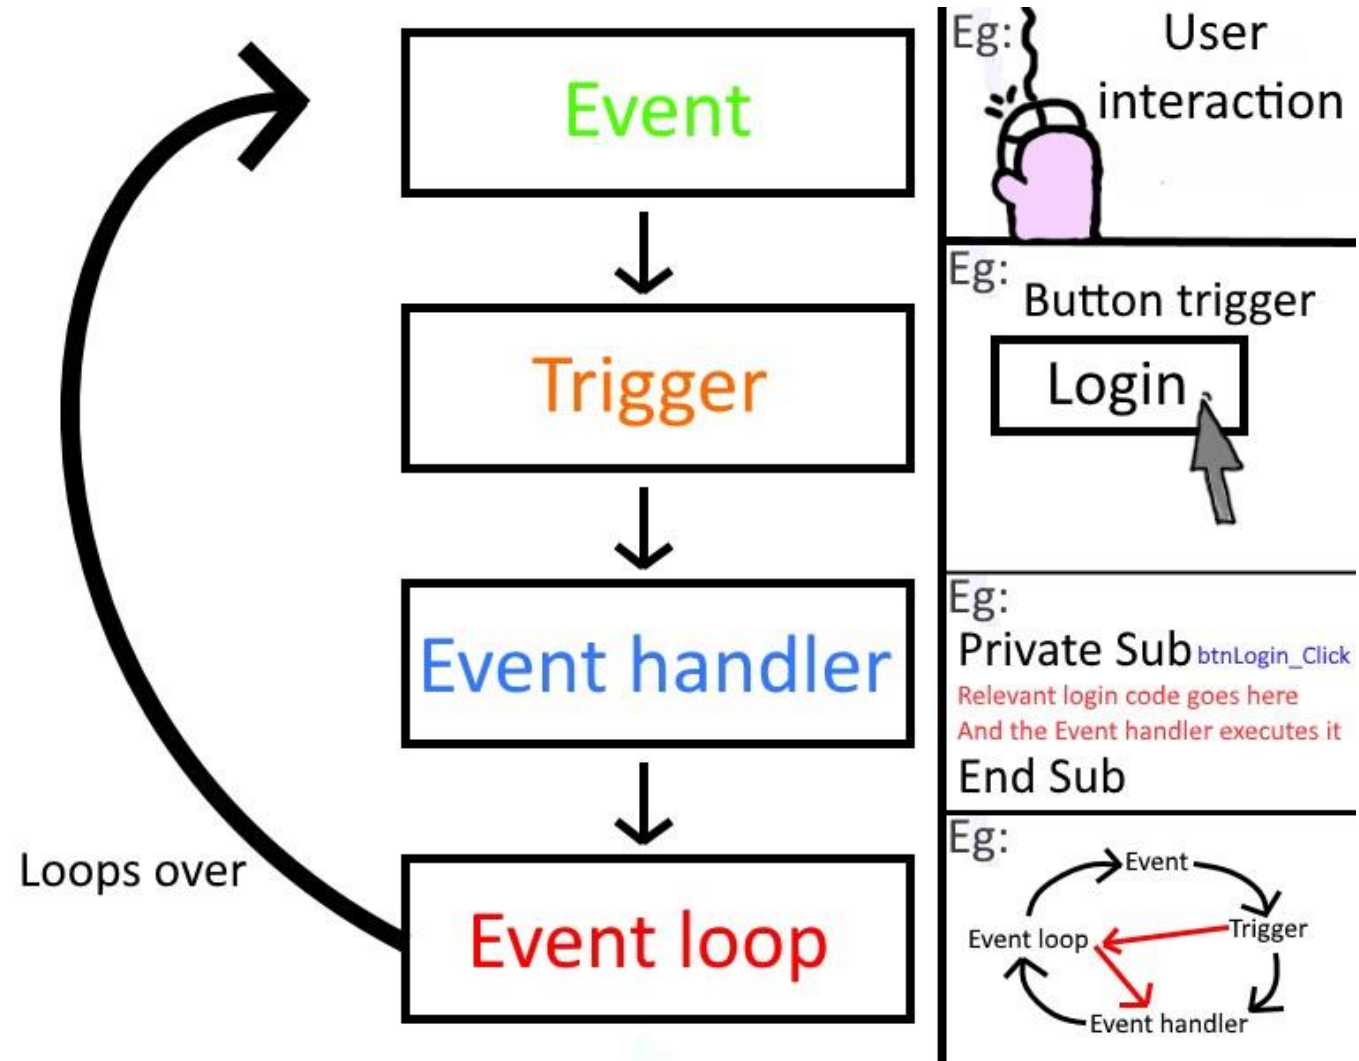 Event
Trigger
Event handler
Event loop
Loops over
Eg:
User
interaction
Eg:
Button trigger
Login
Eg:
Private Sub btnLogin_Click
Relevant login code goes here
And the Event handler executes it
End Sub
Eg:
Event
Trigger
Event loop
Event handler